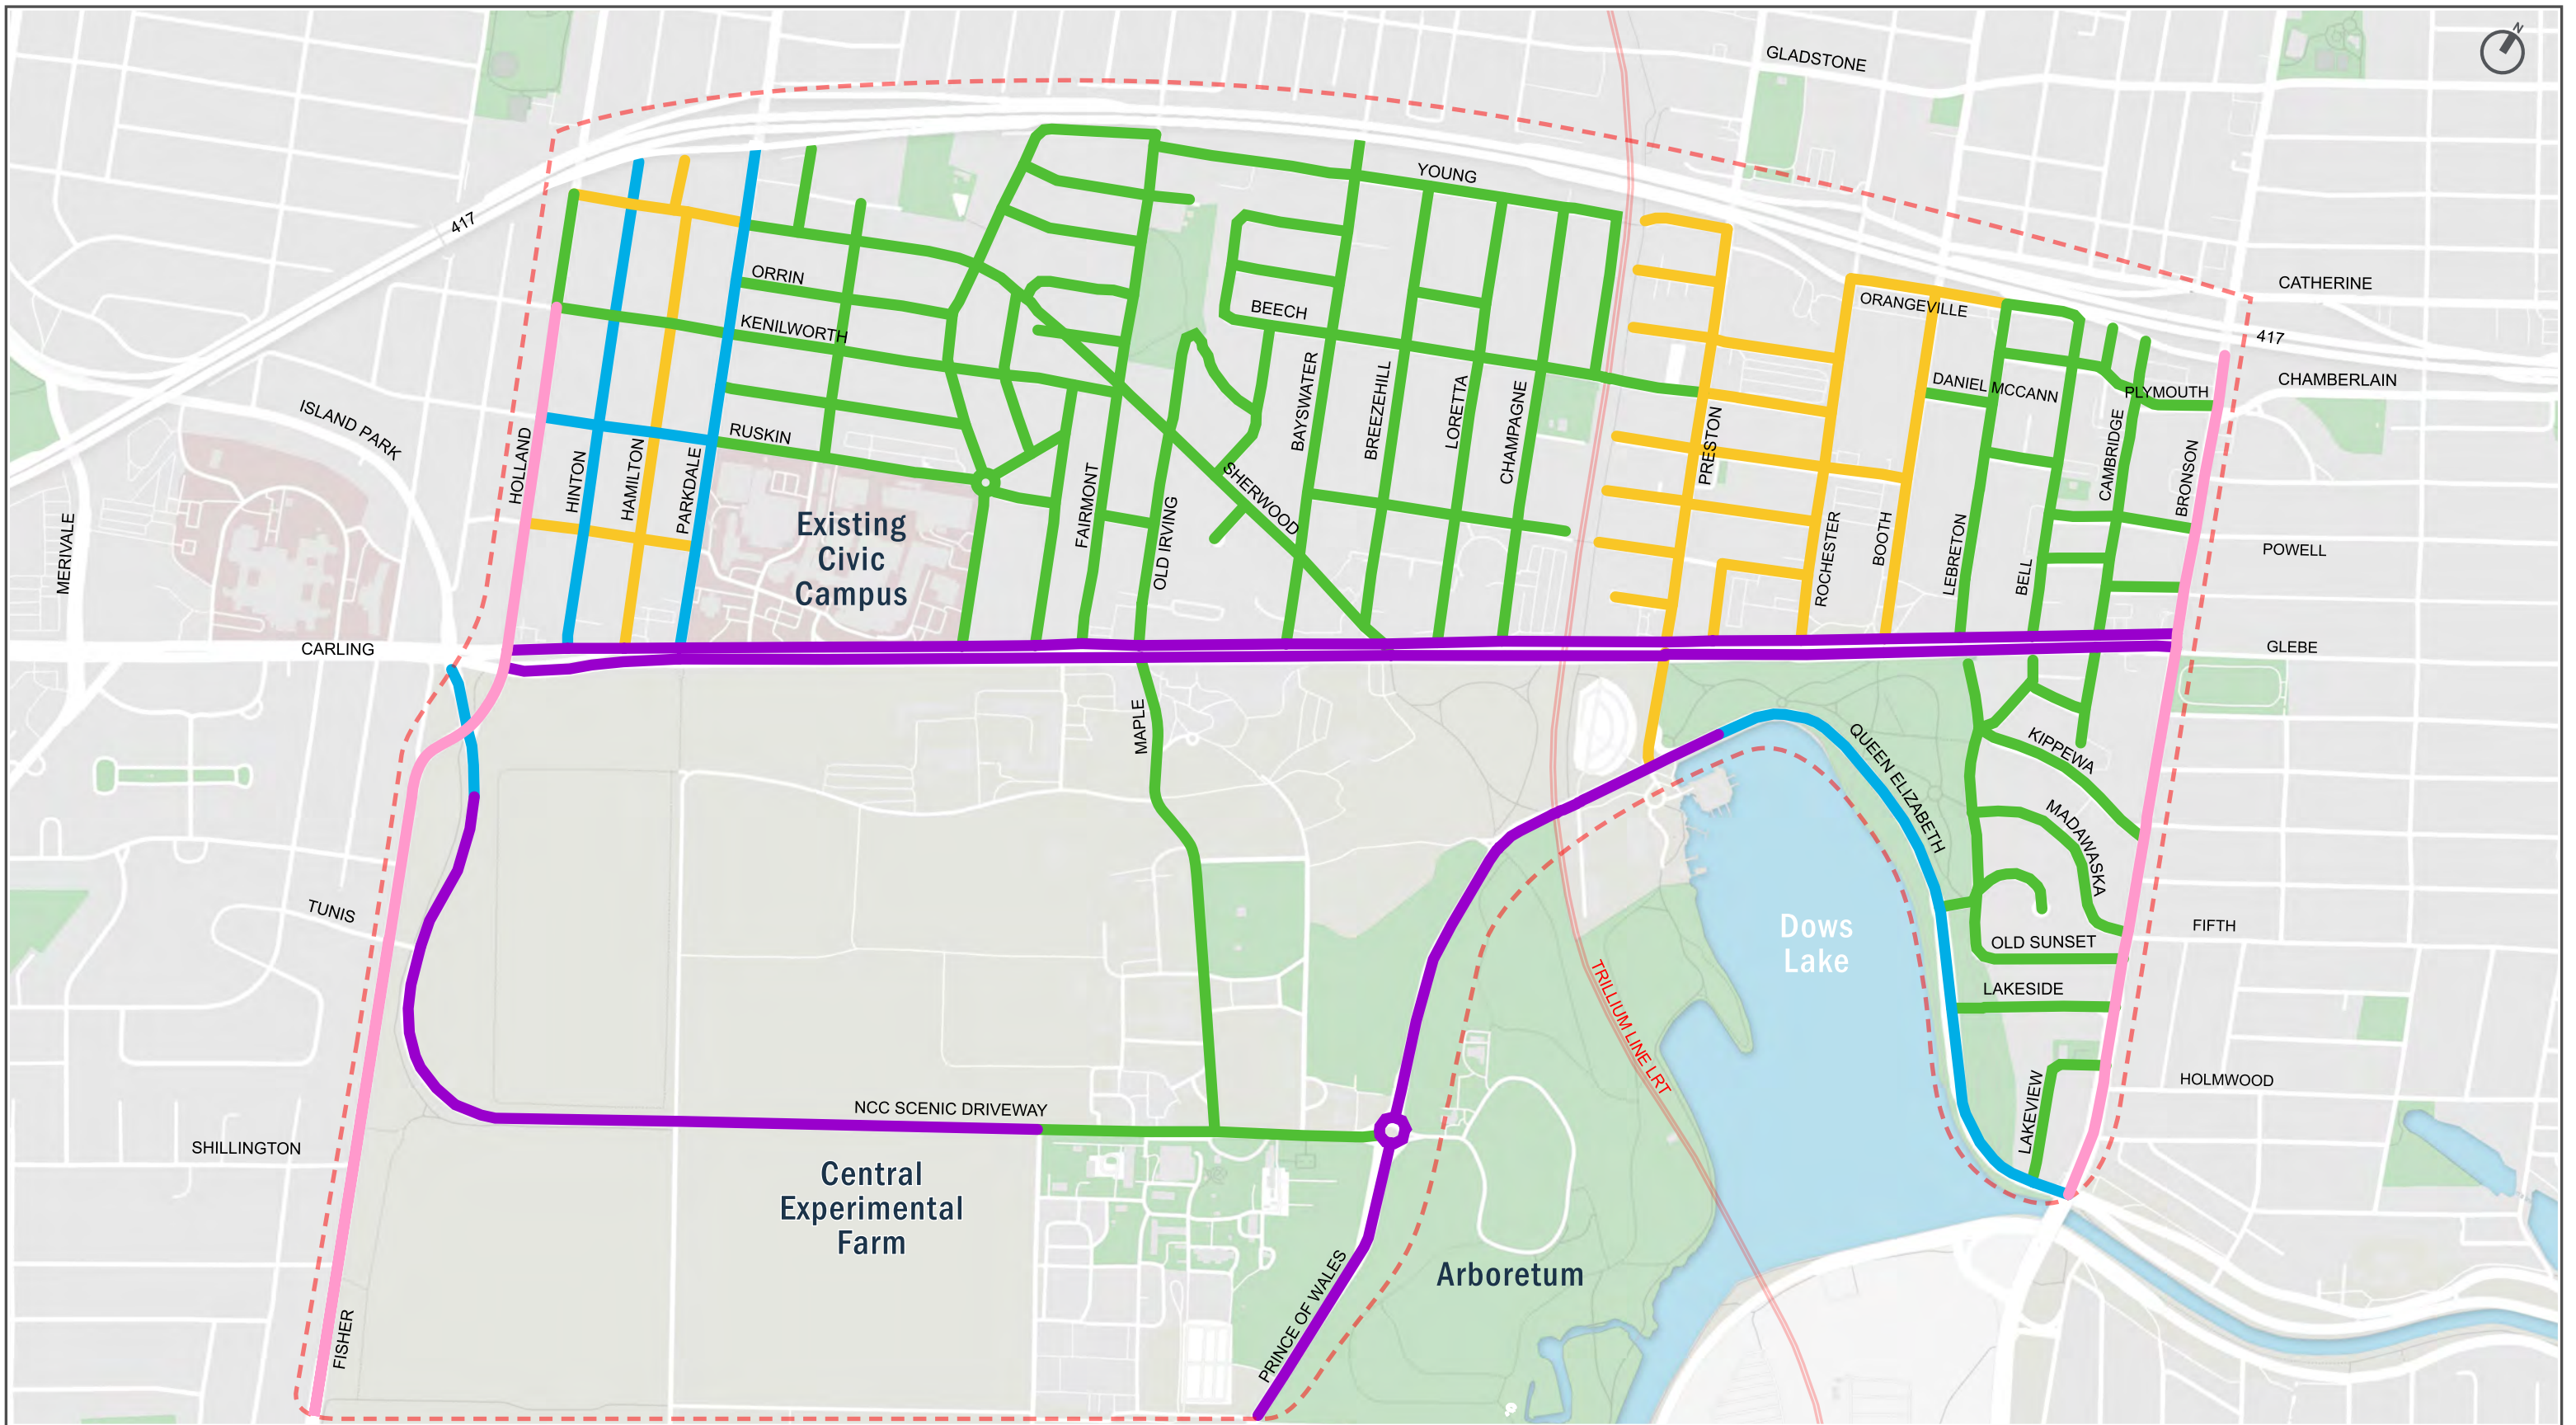 N
GLADSTONE
417
YOUNG
ORRIN
KENILWORTH
BEECH
ORANGEVILLE
CATHERINE
417
CHAMBERLAIN
DANIEL MCCANN
PLYMOUTH
ISLAND PARK
HOLLAND
HINTON
HAMILTON
PARKDALE
RUSKIN
FAIRMONT
OLD IRVING
SHERWOOD
BAYSWATER
BREEZEHILL
LORETTA
CHAMPAGNE
PRESTON
ROCHESTER
BOOTH
LEBRETON
BELL
CAMBRIDGE
BRONSON
MERIVALE
Existing
Civic
Campus
POWELL
CARLING
GLEBE
MAPLE
QUEEN ELIZABETH
KIPPEWA
MADAWASKA
TUNIS
Dows
Lake
FIFTH
OLD SUNSET
LAKESIDE
TRILLIUM LINE LRT
NCC SCENIC DRIVEWAY
HOLMWOOD
LAKEVIEW
SHILLINGTON
Central
Experimental
Farm
Arboretum
PRINCE OF WALES
FISHER